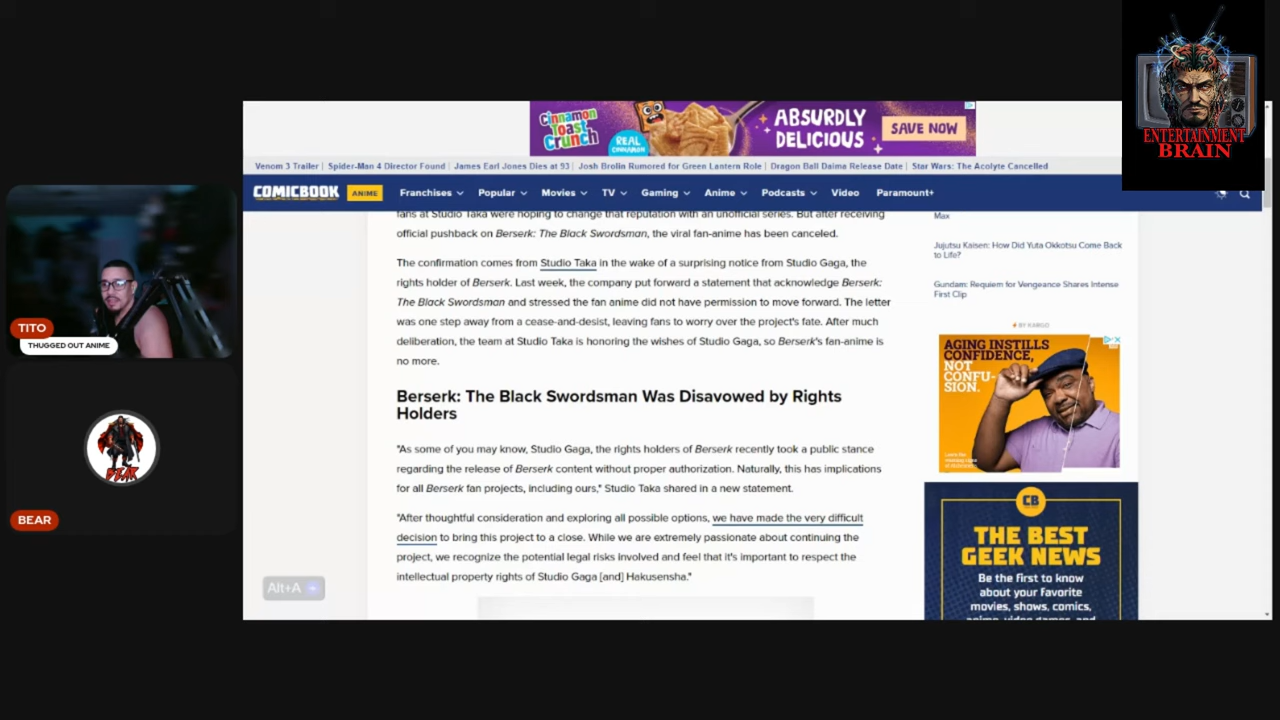 ENTERTAINMENT
BRAIN
Cinnamon
Toast
Crunch
REAL
CINNAMON
ABSURDLY
DELICIOUS
SAVE NOW
Venom 3 Trailer | Spider-Man 4 Director Found | James Earl Jones Dies at 93 | Josh Brolin Rumored for Green Lantern Role | Dragon Ball Daima Release Date | Star Wars: The Acolyte Cancelled
COMICBOOK ANIME Franchises Popular Movies TV Gaming Anime Podcasts Video Paramount+
fans at Studio Taka were hoping to change that reputation with an unofficial series. But after receiving
official pushback on Berserk: The Black Swordsman, the viral fan-anime has been canceled.
The confirmation comes from Studio Taka in the wake of a surprising notice from Studio Gaga, the
rights holder of Berserk. Last week, the company put forward a statement that acknowledge Berserk:
The Black Swordsman and stressed the fan anime did not have permission to move forward. The letter
was one step away from a cease-and-desist, leaving fans to worry over the project's fate. After much
deliberation, the team at Studio Taka is honoring the wishes of Studio Gaga, so Berserk's fan-anime is
no more.
Berserk: The Black Swordsman Was Disavowed by Rights
Holders
"As some of you may know, Studio Gaga, the rights holders of Berserk recently took a public stance
regarding the release of Berserk content without proper authorization. Naturally, this has implications
for all Berserk fan projects, including ours," Studio Taka shared in a new statement.
"After thoughtful consideration and exploring all possible options, we have made the very difficult
decision to bring this project to a close. While we are extremely passionate about continuing the
project, we recognize the potential legal risks involved and feel that it's important to respect the
intellectual property rights of Studio Gaga [and] Hakusensha."
Max
Jujutsu Kaisen: How Did Yuta Okkotsu Come Back
to Life?
Gundam: Requiem for Vengeance Shares Intense
First Clip
BY KARGO
AGING INSTILLS
CONFIDENCE,
NOT
CONFU-
SION.
CB
THE BEST
GEEK NEWS
Be the first to know
about your favorite
movies, shows, comics,
anime, video games, and
TITO
THUGGED OUT ANIME
BEAR
Alt+A